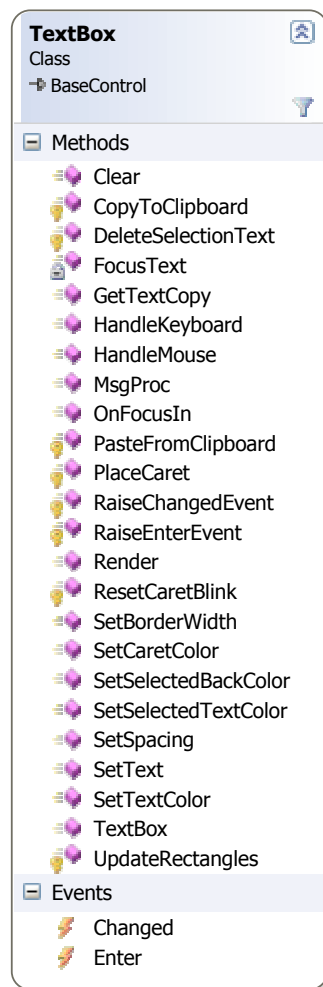 TextBox
Class
BaseControl
Methods
Clear
CopyToClipboard
DeleteSelectionText
FocusText
GetTextCopy
HandleKeyboard
HandleMouse
MsgProc
OnFocusIn
PasteFromClipboard
PlaceCaret
RaiseChangedEvent
RaiseEnterEvent
Render
ResetCaretBlink
SetBorderWidth
SetCaretColor
SetSelectedBackColor
SetSelectedTextColor
SetSpacing
SetText
SetTextColor
TextBox
UpdateRectangles
Events
Changed
Enter